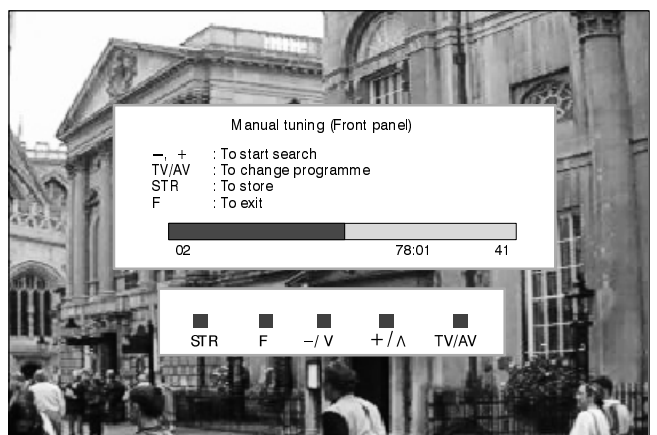 Manual tuning (Front panel)
−, + : To start search
TV/AV : To change programme
STR : To store
F : To exit
02 78:01 41
STR F −/ V + / Λ TV/AV